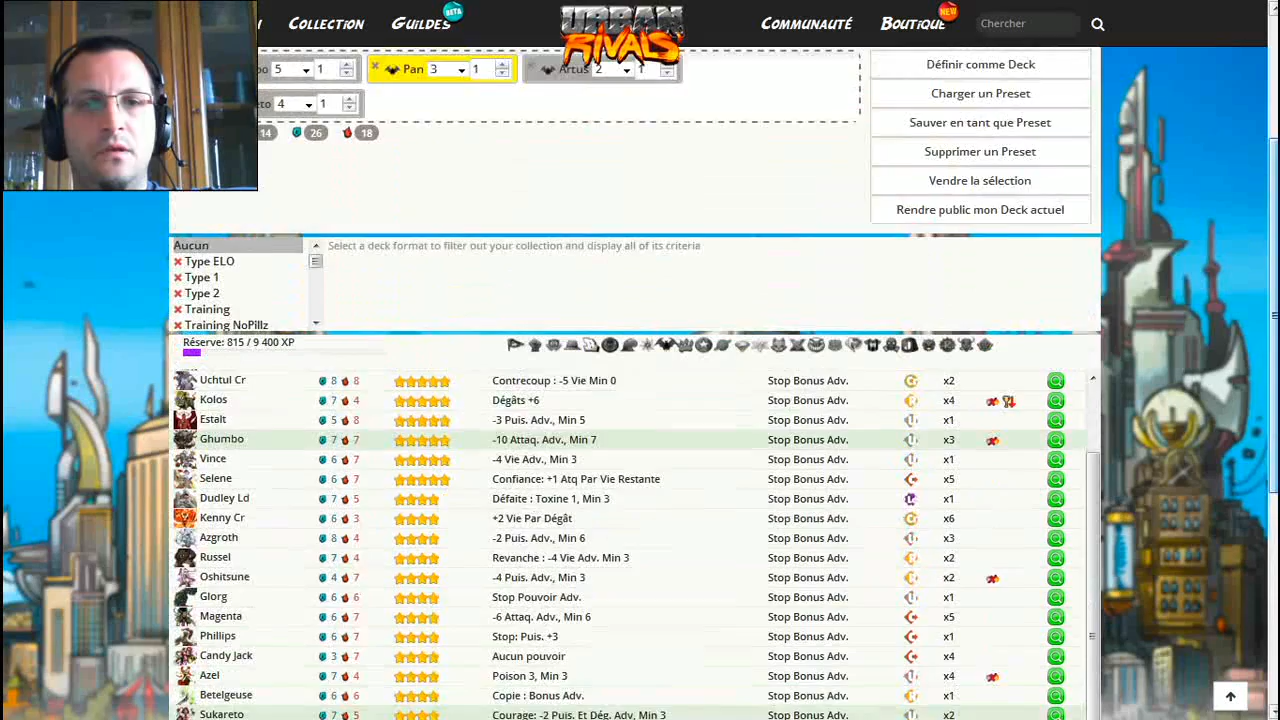 COLLECTION GUILDES BETA URBAN RIVALS COMMUNAUTÉ BOUTIQUE NEW Chercher
5 1 Pan 3 1 Artus 2 1
4 1
14 26 18
Définir comme Deck
Charger un Preset
Sauver en tant que Preset
Supprimer un Preset
Vendre la sélection
Rendre public mon Deck actuel
Aucun
Type ELO
Type 1
Type 2
Training
Training NoPillz
Select a deck format to filter out your collection and display all of its criteria
Réserve: 815 / 9 400 XP
Uchtul Cr 8 8 Contrecoup : -5 Vie Min 0 Stop Bonus Adv. x2
Kolos 7 4 Dégâts +6 Stop Bonus Adv. x4
Estalt 5 8 -3 Puis. Adv., Min 5 Stop Bonus Adv. x1
Ghumbo 7 7 -10 Attaq. Adv., Min 7 Stop Bonus Adv. x3
Vince 6 7 -4 Vie Adv., Min 3 Stop Bonus Adv. x1
Selene 6 7 Confiance: +1 Atq Par Vie Restante Stop Bonus Adv. x5
Dudley Ld 7 5 Défaite : Toxine 1, Min 3 Stop Bonus Adv. x1
Kenny Cr 6 3 +2 Vie Par Dégât Stop Bonus Adv. x6
Azgroth 8 4 -2 Puis. Adv., Min 6 Stop Bonus Adv. x3
Russel 7 4 Revanche : -4 Vie Adv. Min 3 Stop Bonus Adv. x2
Oshitsune 4 7 -4 Puis. Adv., Min 3 Stop Bonus Adv. x2
Glorg 6 6 Stop Pouvoir Adv. Stop Bonus Adv. x1
Magenta 6 7 -6 Attaq. Adv., Min 6 Stop Bonus Adv. x5
Phillips 6 7 Stop: Puis. +3 Stop Bonus Adv. x1
Candy Jack 3 7 Aucun pouvoir Stop Bonus Adv. x4
Azel 7 4 Poison 3, Min 3 Stop Bonus Adv. x4
Betelgeuse 6 6 Copie : Bonus Adv. Stop Bonus Adv. x1
Sukareto 7 5 Courage: -2 Puis. Et Dég. Adv, Min 3 Stop Bonus Adv. x2